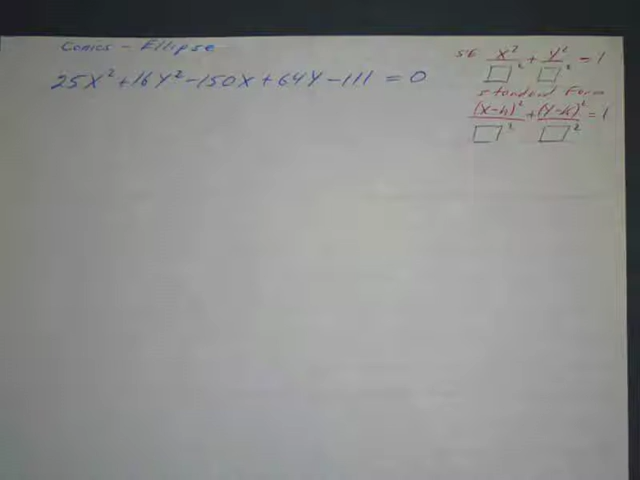 Conics - Ellipse
25x² + 16y² - 150x + 64y - 111 = 0
SE x²/□² + y²/□² = 1
Standard Form
(x-h)²/□² + (y-k)²/□² = 1